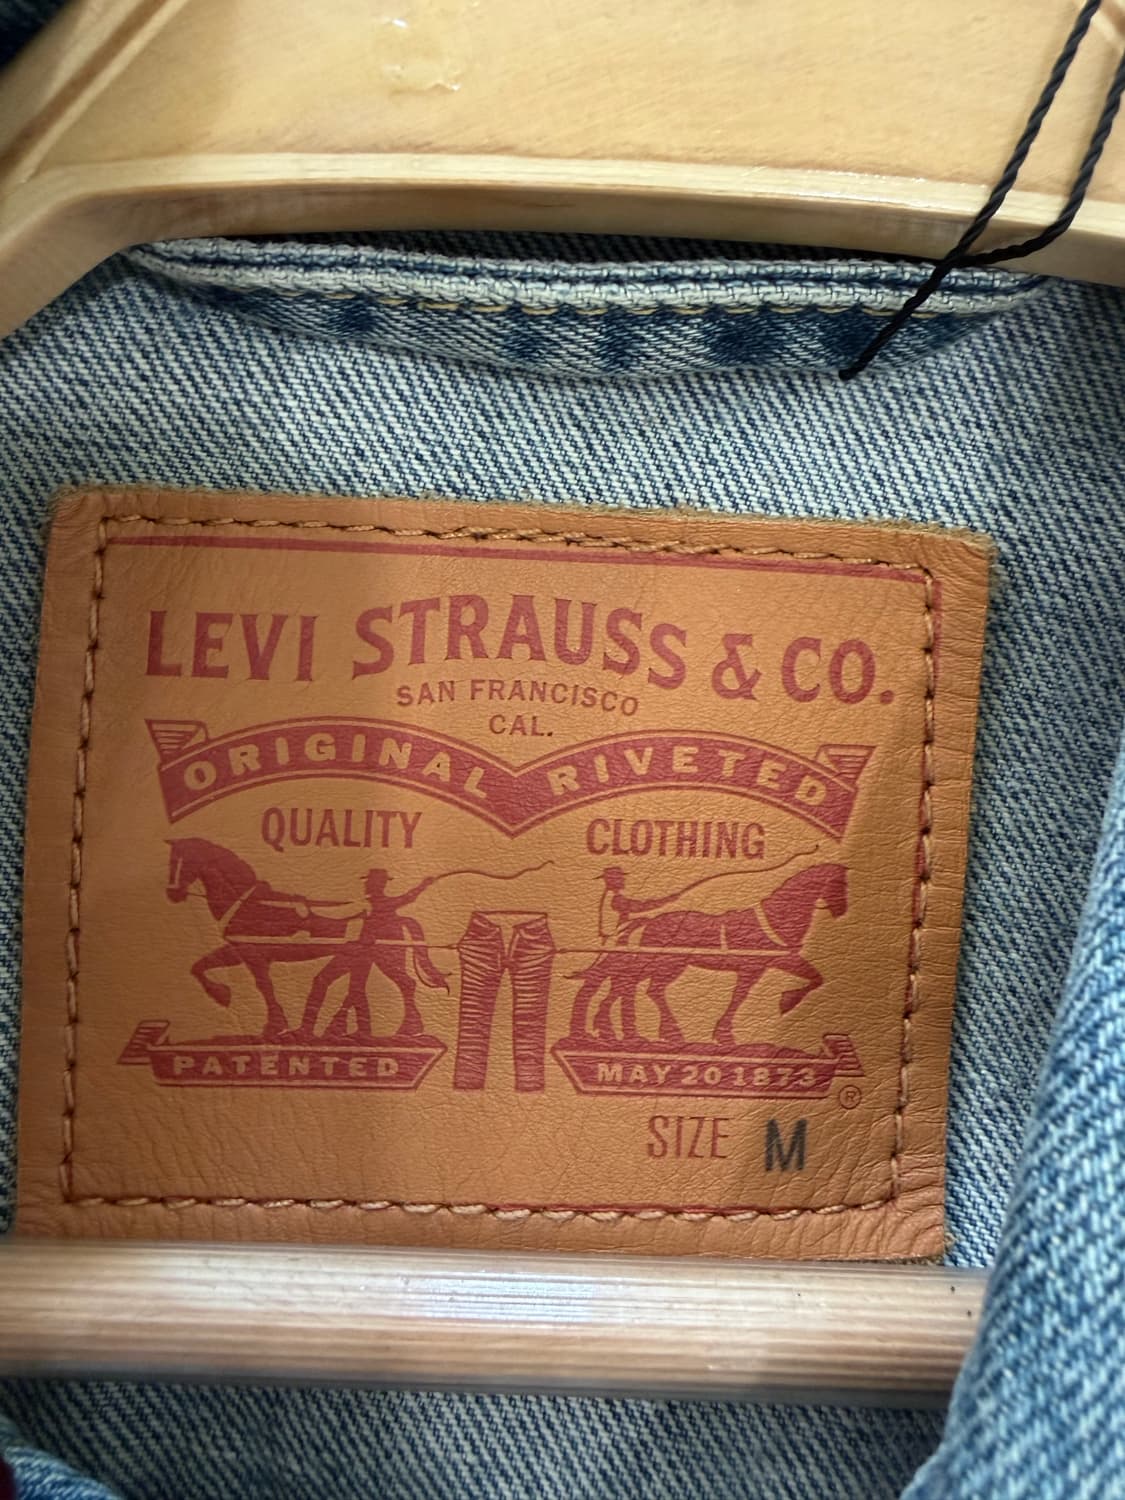 LEVI STRAUSS & CO.
SAN FRANCISCO
CAL.
ORIGINAL RIVETED
QUALITY CLOTHING
PATENTED MAY 20 1873
®
SIZE M